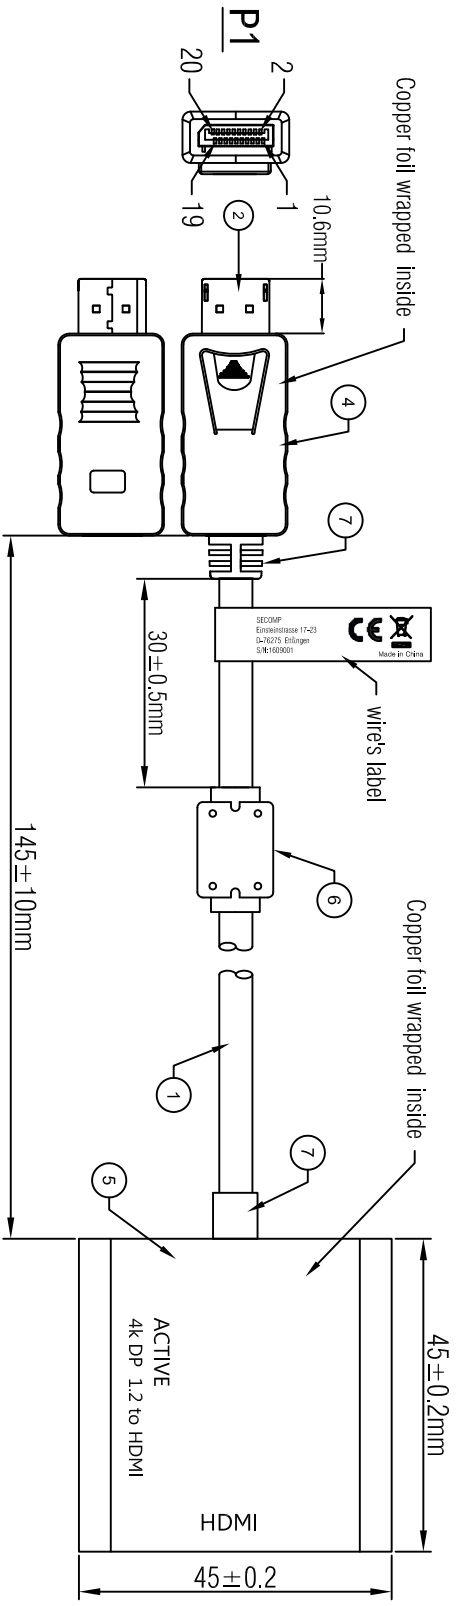 P1
20
2
19
1
Copper foil wrapped inside
10.6mm
2
4
7
SECOMP
Einsteinstrasse 17-23
D-76275 Ettlingen
S/N:1609001
CE
Made in China
wire's label
30±0.5mm
6
145±10mm
1
Copper foil wrapped inside
7
5
ACTIVE
4k DP 1.2 to HDMI
HDMI
45±0.2mm
45±0.2